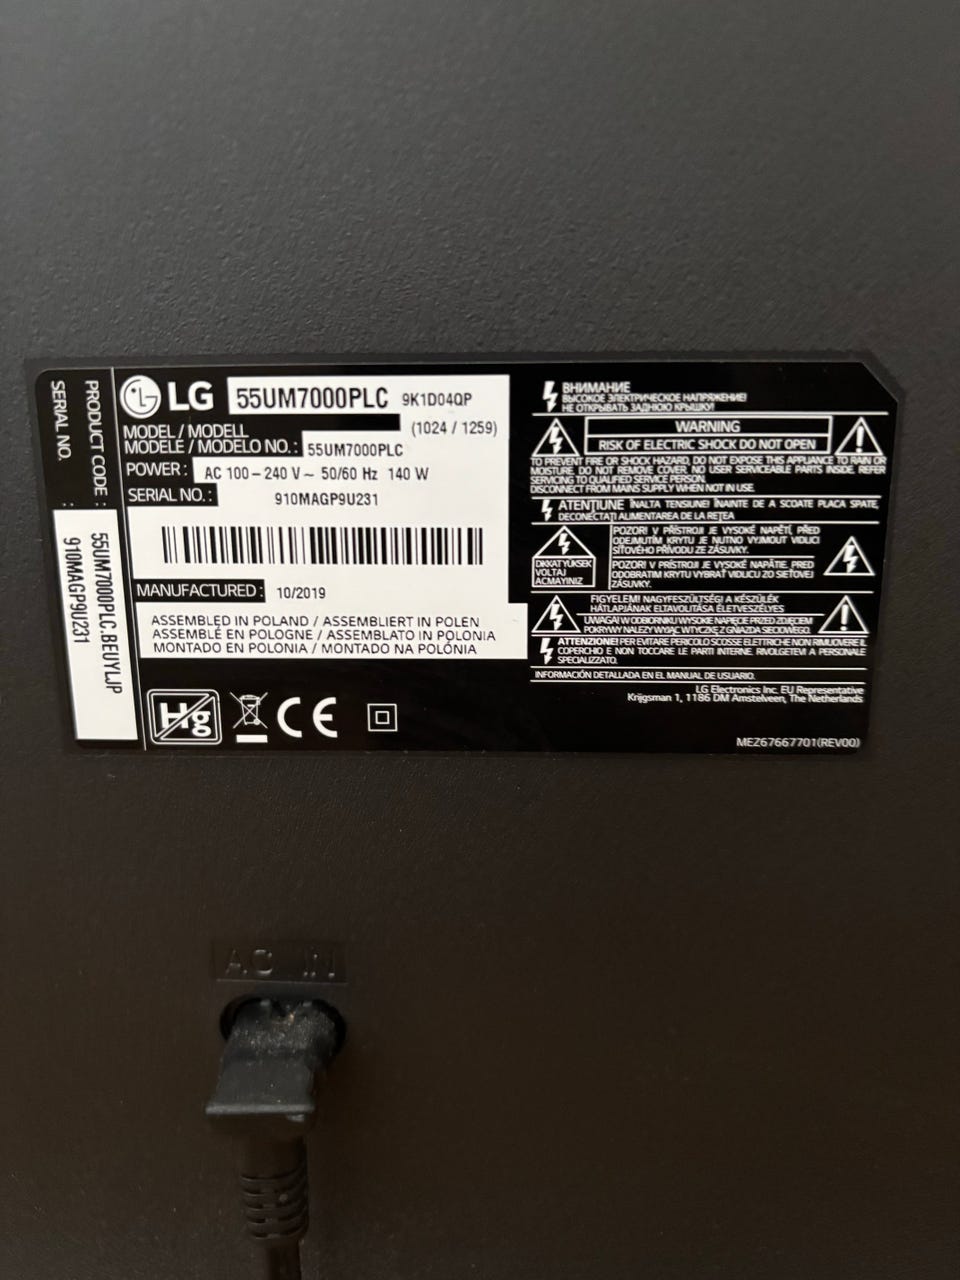 LG 55UM7000PLC 9K1D04QP
MODEL / MODELL (1024 / 1259)
MODÈLE / MODELO NO. : 55UM7000PLC
POWER : AC 100 – 240 V ~ 50/60 Hz 140 W
SERIAL NO. : 910MAGP9U231
MANUFACTURED : 10/2019
ASSEMBLED IN POLAND / ASSEMBLIERT IN POLEN
ASSEMBLÉ EN POLOGNE / ASSEMBLATO IN POLONIA
MONTADO EN POLONIA / MONTADO NA POLÓNIA
Hg
CE
PRODUCT CODE : 55UM7000PLC.BEUYLJP
SERIAL NO. : 910MAGP9U231
ВНИМАНИЕ
ВЫСОКОЕ ЭЛЕКТРИЧЕСКОЕ НАПРЯЖЕНИЕ!
НЕ ОТКРЫВАТЬ ЗАДНЮЮ КРЫШКУ!
WARNING
RISK OF ELECTRIC SHOCK DO NOT OPEN
TO PREVENT FIRE OR SHOCK HAZARD, DO NOT EXPOSE THIS APPLIANCE TO RAIN OR
MOISTURE. DO NOT REMOVE COVER. NO USER SERVICEABLE PARTS INSIDE. REFER
SERVICING TO QUALIFIED SERVICE PERSON.
DISCONNECT FROM MAINS SUPPLY WHEN NOT IN USE.
ATENȚIUNE ÎNALTA TENSIUNE! ÎNAINTE DE A SCOATE PLACA SPATE,
DECONECTAȚI ALIMENTAREA DE LA REȚEA
DIKKAT YÜKSEK
VOLTAJ
AÇMAYINIZ
POZOR! V PŘÍSTROJI JE VYSOKÉ NAPĚTÍ, PŘED
ODEJMUTÍM KRYTU JE NUTNO VYJMOUT VIDLICI
SÍŤOVÉHO PŘÍVODU ZE ZÁSUVKY.
POZOR! V PRÍSTROJI JE VYSOKÉ NAPÄTIE, PRED
ODOBRATIM KRYTU VYBRAŤ VIDLICU ZO SIEŤOVEJ
ZÁSUVKY.
FIGYELEM! NAGYFESZÜLTSÉG! A KÉSZÜLÉK
HÁTLAPJÁNAK ELTÁVOLÍTÁSA ÉLETVESZÉLYES
UWAGA! W ODBIORNIKU WYSOKIE NAPIĘCIE PRZED ZDJĘCIEM
POKRYWY NALEŻY WYJĄĆ WTYCZKĘ Z GNIAZDA SIECIOWEGO.
ATTENZIONE! PER EVITARE PERICOLO SCOSSE ELETTRICHE NON RIMUOVERE IL
COPERCHIO E NON TOCCARE LE PARTI INTERNE. RIVOLGETEVI A PERSONALE
SPECIALIZZATO.
INFORMACIÓN DETALLADA EN EL MANUAL DE USUARIO.
LG Electronics Inc. EU Representative
Krijgsman 1, 1186 DM Amstelveen, The Netherlands
MEZ67667701(REV00)
AC IN